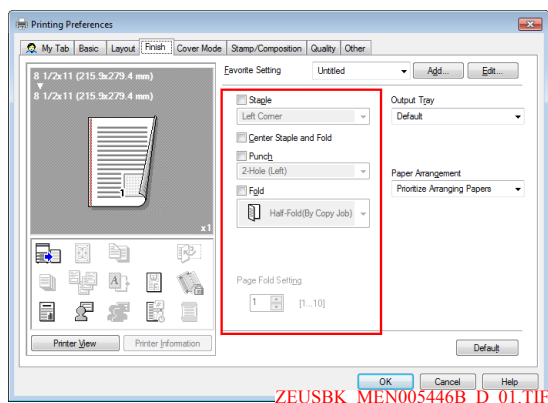 Printing Preferences
My Tab Basic Layout Finish Cover Mode Stamp/Composition Quality Other
8 1/2x11 (215.9x279.4 mm)
8 1/2x11 (215.9x279.4 mm)
1
x1
Printer View Printer Information
Favorite Setting Untitled Add... Edit...
Staple
Left Corner
Center Staple and Fold
Punch
2-Hole (Left)
Fold
Half-Fold(By Copy Job)
Page Fold Setting
1 [1...10]
Output Tray
Default
Paper Arrangement
Prioritize Arranging Papers
Default
OK Cancel Help
ZEUSBK_MEN005446B_D_01.TIF